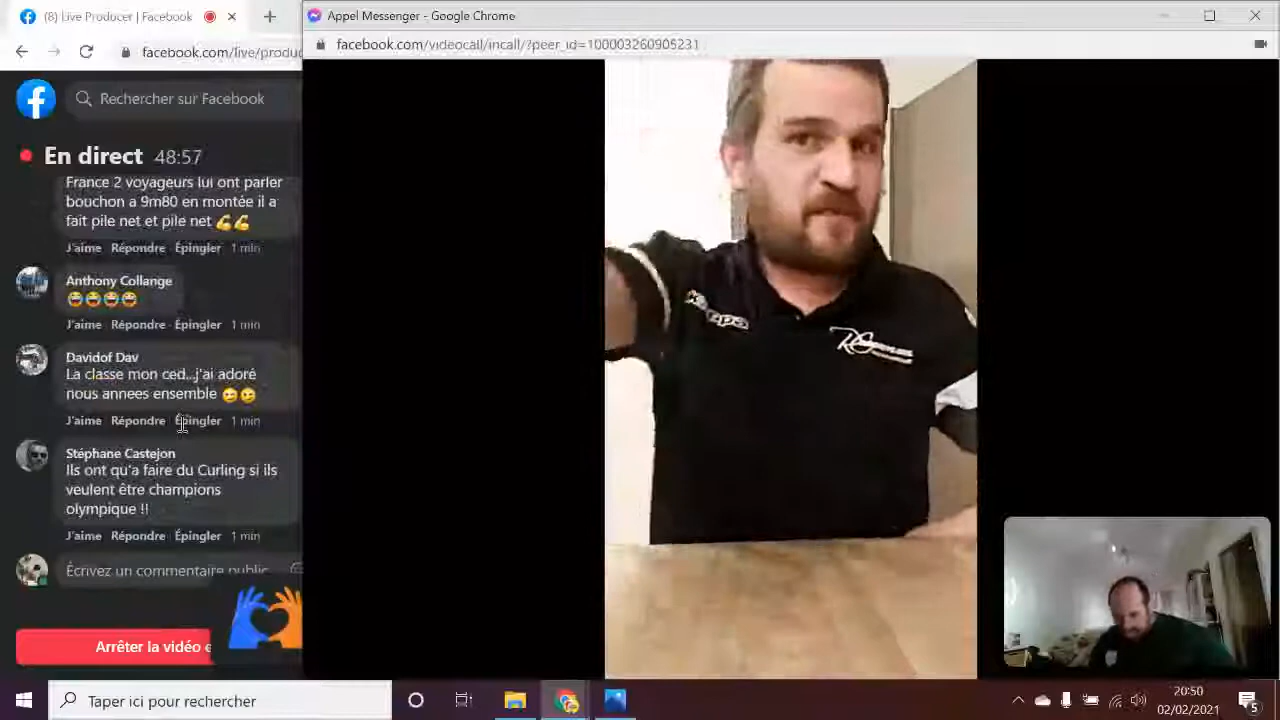 (8) Live Producer | Facebook
facebook.com/live/produc
Rechercher sur Facebook
En direct 48:57
France 2 voyageurs lui ont parler
bouchon a 9m80 en montée il a
fait pile net et pile net 💪💪
J'aime Répondre Épingler 1 min
Anthony Collange
😂😂😂😂
J'aime Répondre Épingler 1 min
Davidof Dav
La classe mon ced...j'ai adoré
nous annees ensemble 😉😉
J'aime Répondre Épingler 1 min
Stéphane Castejon
Ils ont qu'a faire du Curling si ils
veulent être champions
olympique !!
J'aime Répondre Épingler 1 min
Écrivez un commentaire public
Arrêter la vidéo e
Appel Messenger - Google Chrome
facebook.com/videocall/incall/?peer_id=100003260905231
Taper ici pour rechercher
20:50
02/02/2021
5